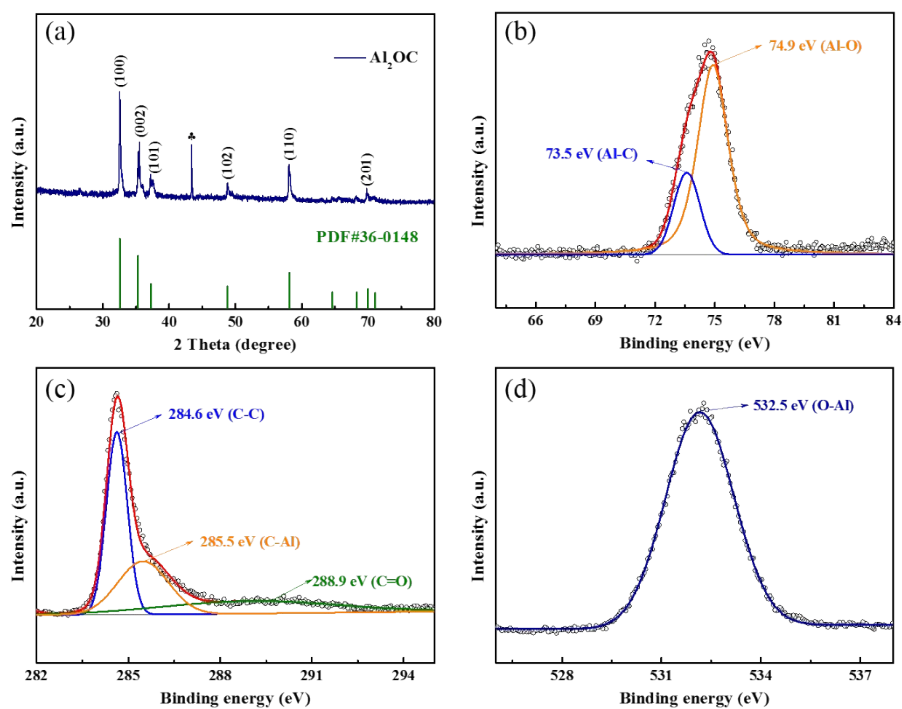 (a)
Al₂OC
(100)
(002)
(101)
♣
(102)
(110)
(201)
PDF#36-0148
Intensity (a.u.)
20 30 40 50 60 70 80
2 Theta (degree)
(b)
74.9 eV (Al-O)
73.5 eV (Al-C)
Intensity (a.u.)
66 69 72 75 78 81 84
Binding energy (eV)
(c)
284.6 eV (C-C)
285.5 eV (C-Al)
288.9 eV (C=O)
Intensity (a.u.)
282 285 288 291 294
Binding energy (eV)
(d)
532.5 eV (O-Al)
Intensity (a.u.)
528 531 534 537
Binding energy (eV)